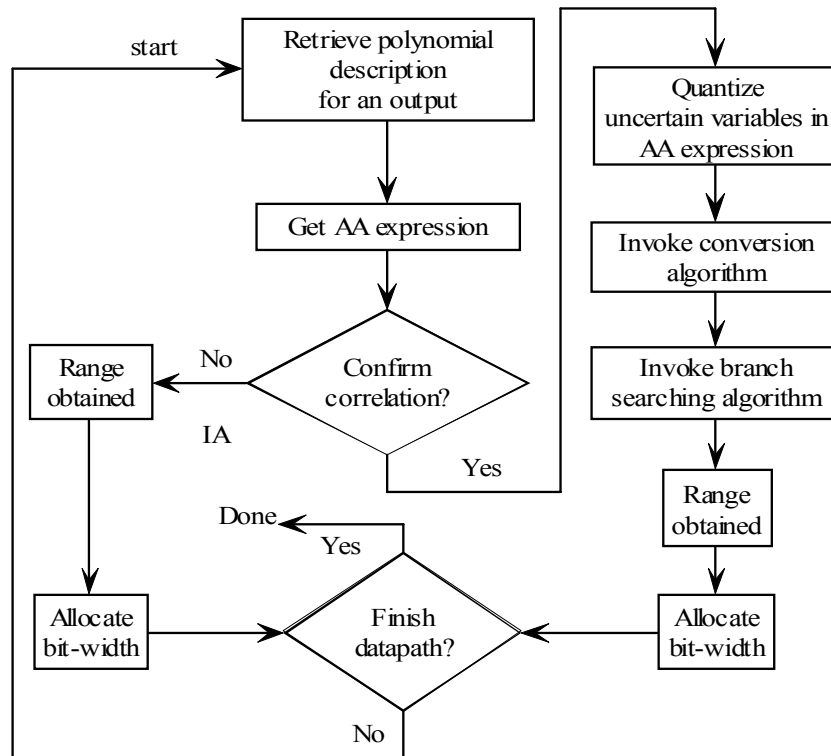 start
Retrieve polynomial
description
for an output
Get AA expression
Confirm
correlation?
No
IA
Range
obtained
Allocate
bit-width
Yes
Quantize
uncertain variables in
AA expression
Invoke conversion
algorithm
Invoke branch
searching algorithm
Range
obtained
Allocate
bit-width
Finish
datapath?
Yes
Done
No